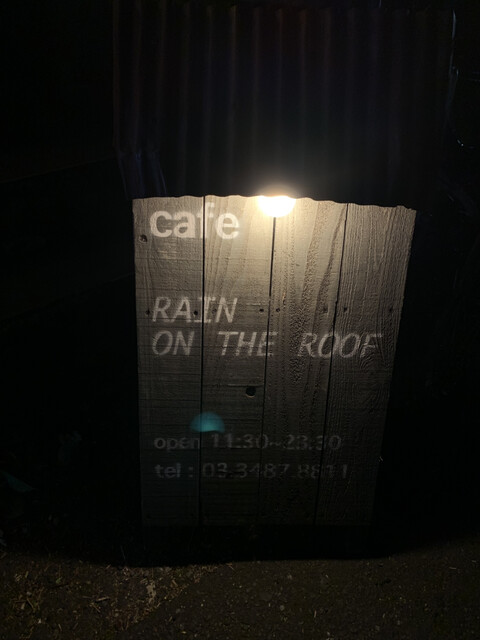 cafe
RAIN
ON THE ROOF
open 11:30~23:30
tel : 03.3487.8811